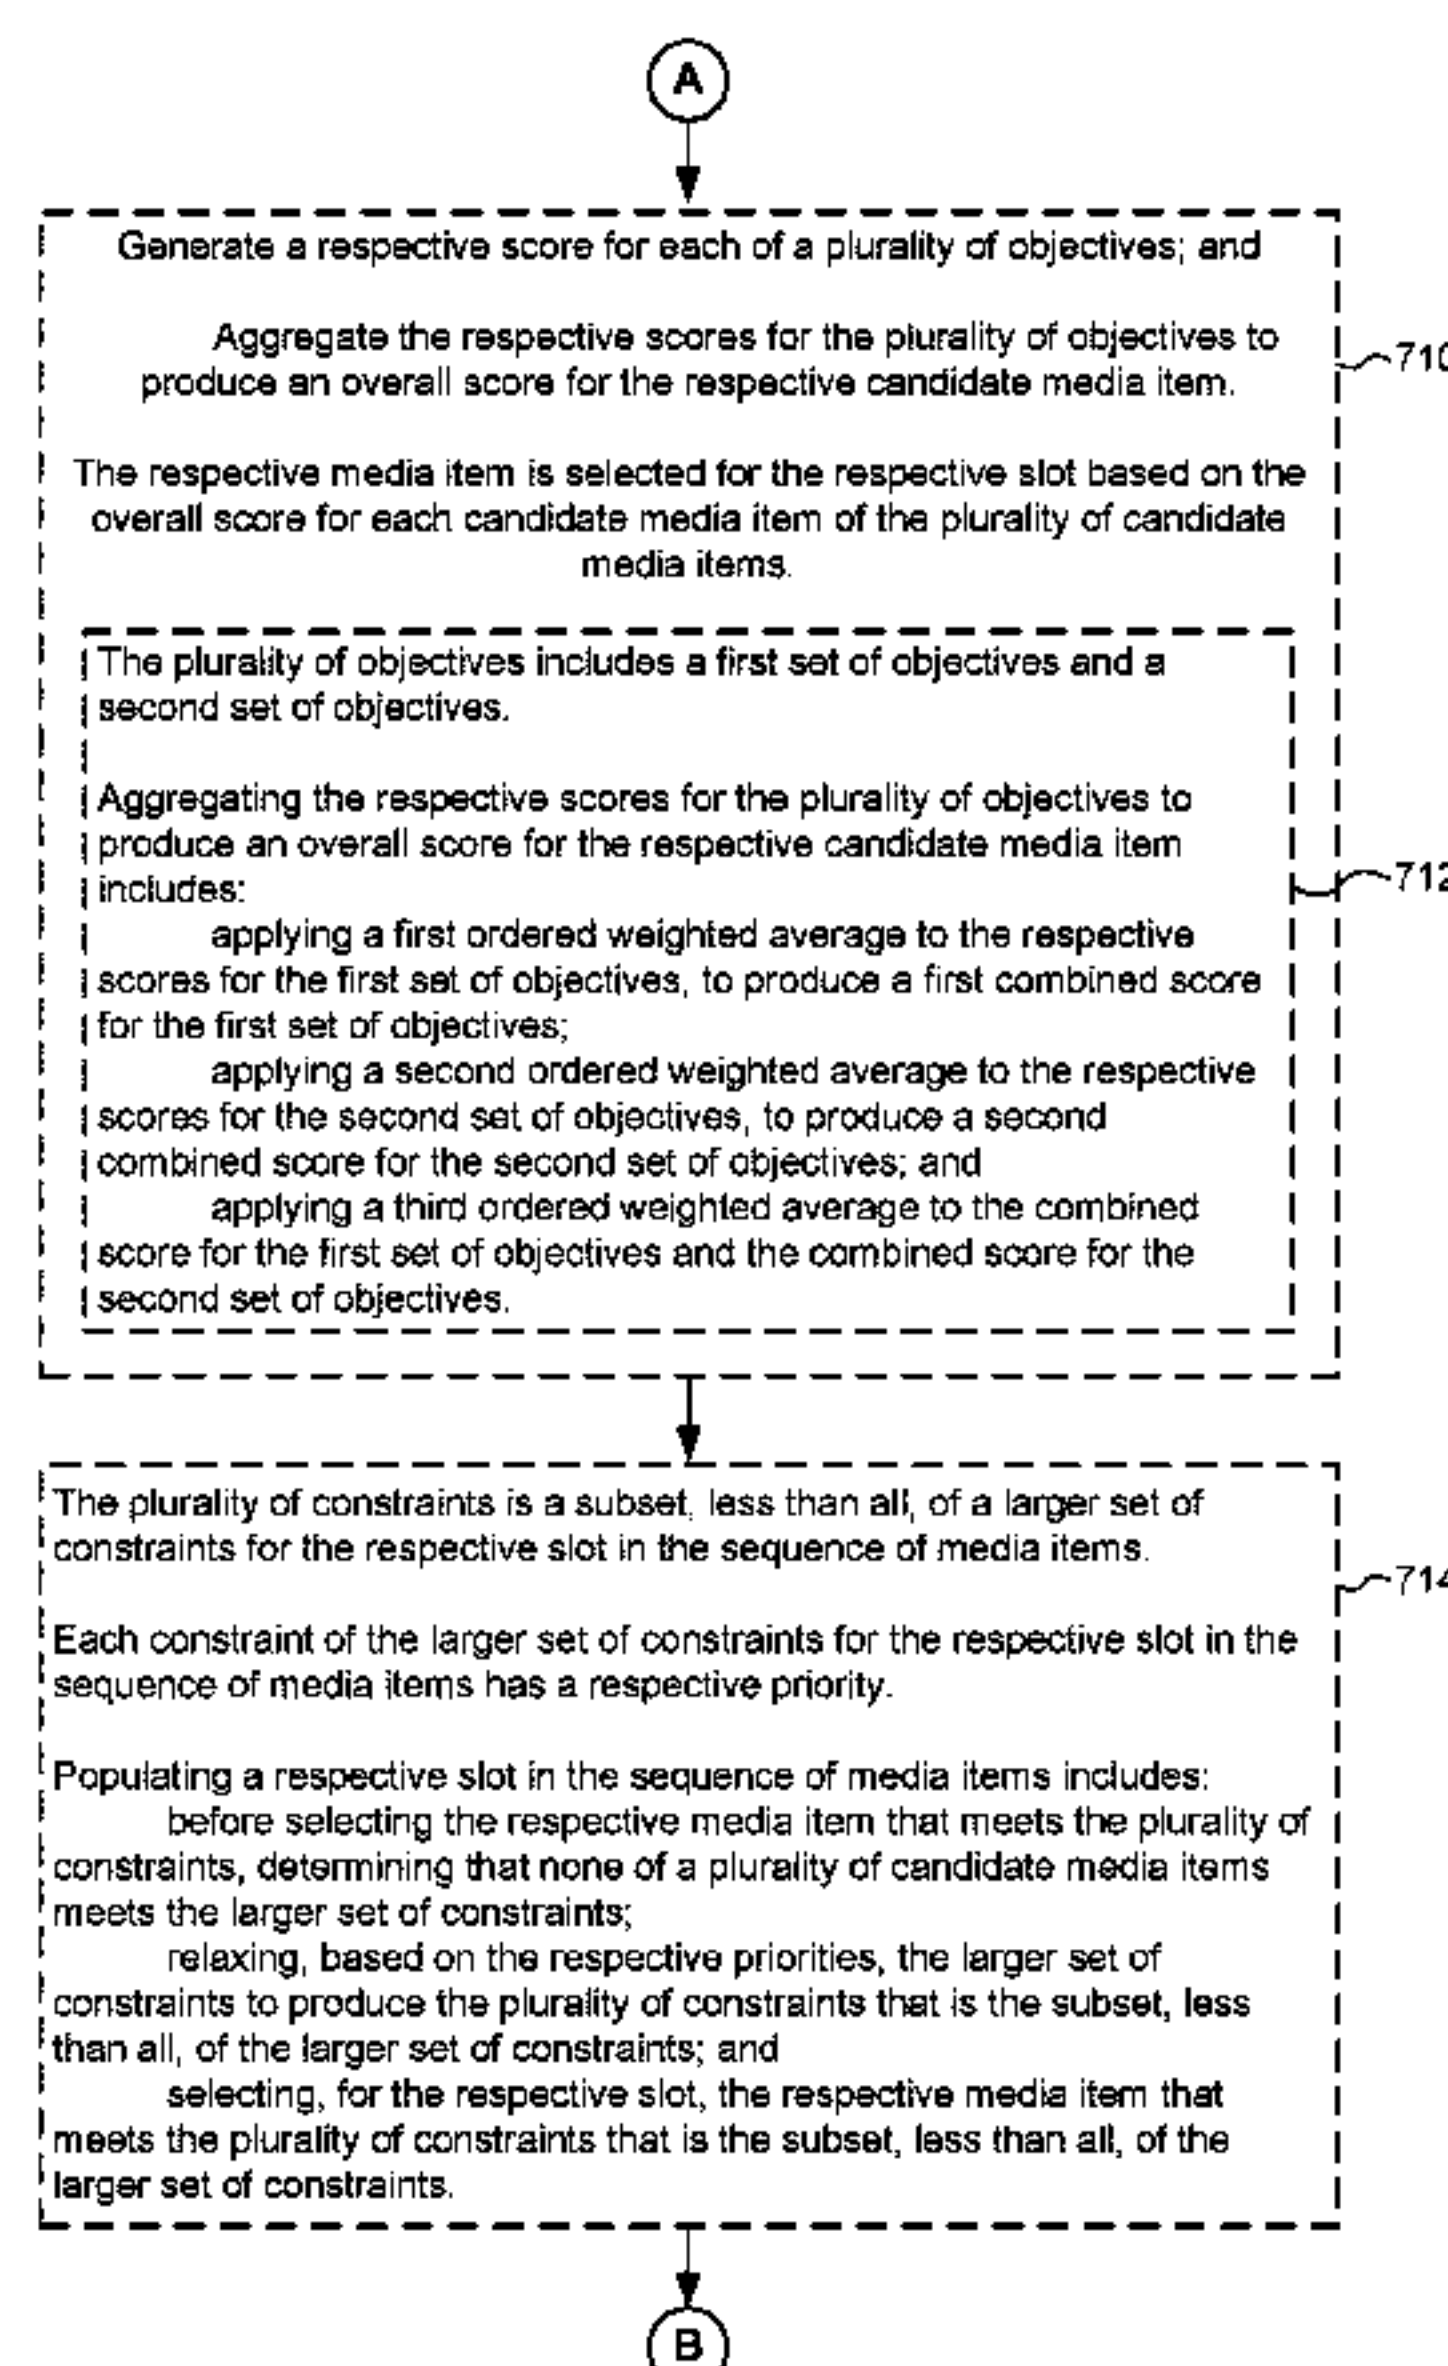 A
Generate a respective score for each of a plurality of objectives; and
Aggregate the respective scores for the plurality of objectives to
produce an overall score for the respective candidate media item.
710
The respective media item is selected for the respective slot based on the
overall score for each candidate media item of the plurality of candidate
media items.
The plurality of objectives includes a first set of objectives and a
second set of objectives.
Aggregating the respective scores for the plurality of objectives to
produce an overall score for the respective candidate media item
includes:
712
applying a first ordered weighted average to the respective
scores for the first set of objectives, to produce a first combined score
for the first set of objectives;
applying a second ordered weighted average to the respective
scores for the second set of objectives, to produce a second
combined score for the second set of objectives; and
applying a third ordered weighted average to the combined
score for the first set of objectives and the combined score for the
second set of objectives.
The plurality of constraints is a subset, less than all, of a larger set of
constraints for the respective slot in the sequence of media items.
714
Each constraint of the larger set of constraints for the respective slot in the
sequence of media items has a respective priority.
Populating a respective slot in the sequence of media items includes:
before selecting the respective media item that meets the plurality of
constraints, determining that none of a plurality of candidate media items
meets the larger set of constraints;
relaxing, based on the respective priorities, the larger set of
constraints to produce the plurality of constraints that is the subset, less
than all, of the larger set of constraints; and
selecting, for the respective slot, the respective media item that
meets the plurality of constraints that is the subset, less than all, of the
larger set of constraints.
B